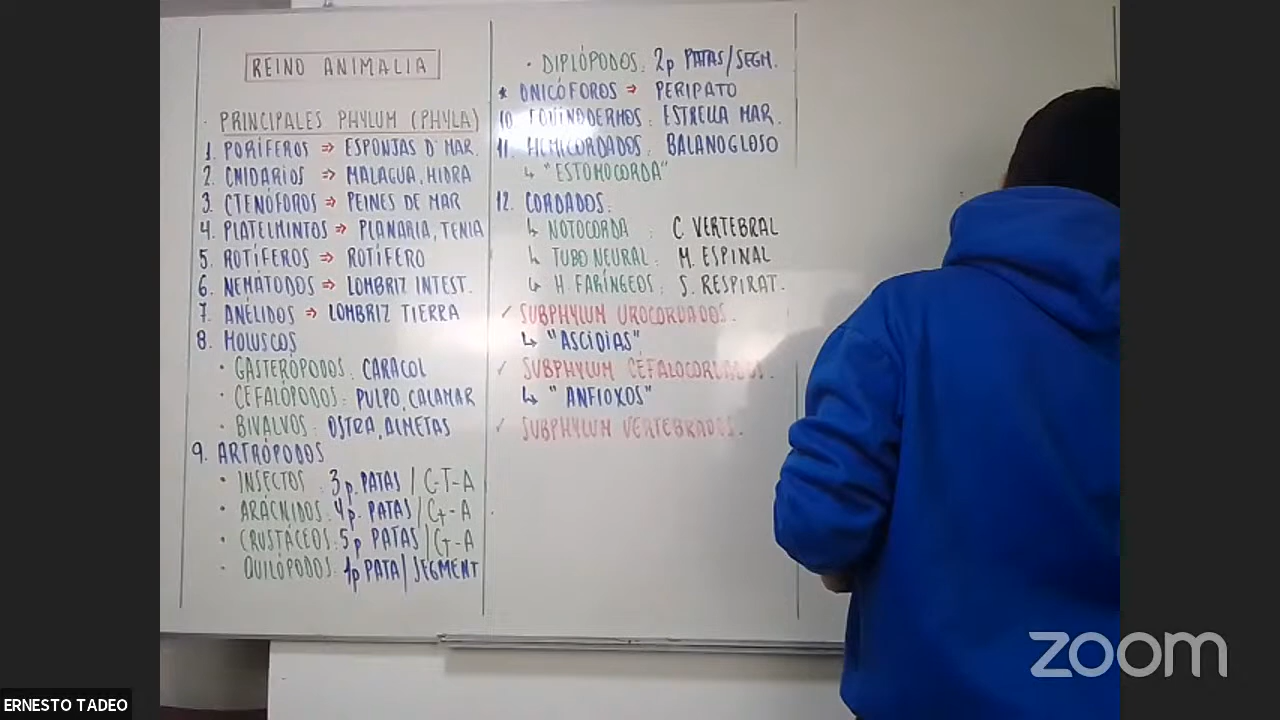 REINO ANIMALIA
· PRINCIPALES PHYLUM (PHYLA)
1. PORÍFEROS ⇒ ESPONJAS D' MAR.
2. CNIDARIOS ⇒ MALAGUA, HIDRA
3. CTENÓFOROS ⇒ PEINES DE MAR
4. PLATELMINTOS ⇒ PLANARIA, TENIA
5. ROTÍFEROS ⇒ ROTÍFERO
6. NEMÁTODOS ⇒ LOMBRIZ INTEST.
7. ANÉLIDOS ⇒ LOMBRIZ TIERRA
8. MOLUSCOS
· GASTERÓPODOS: CARACOL
· CEFALÓPODOS: PULPO, CALAMAR
· BIVALVOS: OSTRA, ALMEJAS
9. ARTRÓPODOS
· INSECTOS: 3 p. PATAS / C-T-A
· ARÁCNIDOS: 4 p. PATAS / Ct-A
· CRUSTÁCEOS: 5 p PATAS / Ct-A
· QUILÓPODOS: 1p PATA / SEGMENT
· DIPLÓPODOS: 2p PATAS/SEGM.
* ONICÓFOROS ⇒ PERIPATO
10. EQUINODERMOS: ESTRELLA MAR.
11. HEMICORDADOS: BALANOGLOSO
↳ "ESTOMOCORDA"
12. CORDADOS:
↳ NOTOCORDA : C VERTEBRAL
↳ TUBO NEURAL: M. ESPINAL
↳ H. FARÍNGEOS: S. RESPIRAT.
✓ SUBPHYLUM UROCORDADOS.
↳ "ASCIDIAS"
✓ SUBPHYLUM CEFALOCORDADOS.
↳ "ANFIOXOS"
✓ SUBPHYLUM VERTEBRADOS.
zoom
ERNESTO TADEO